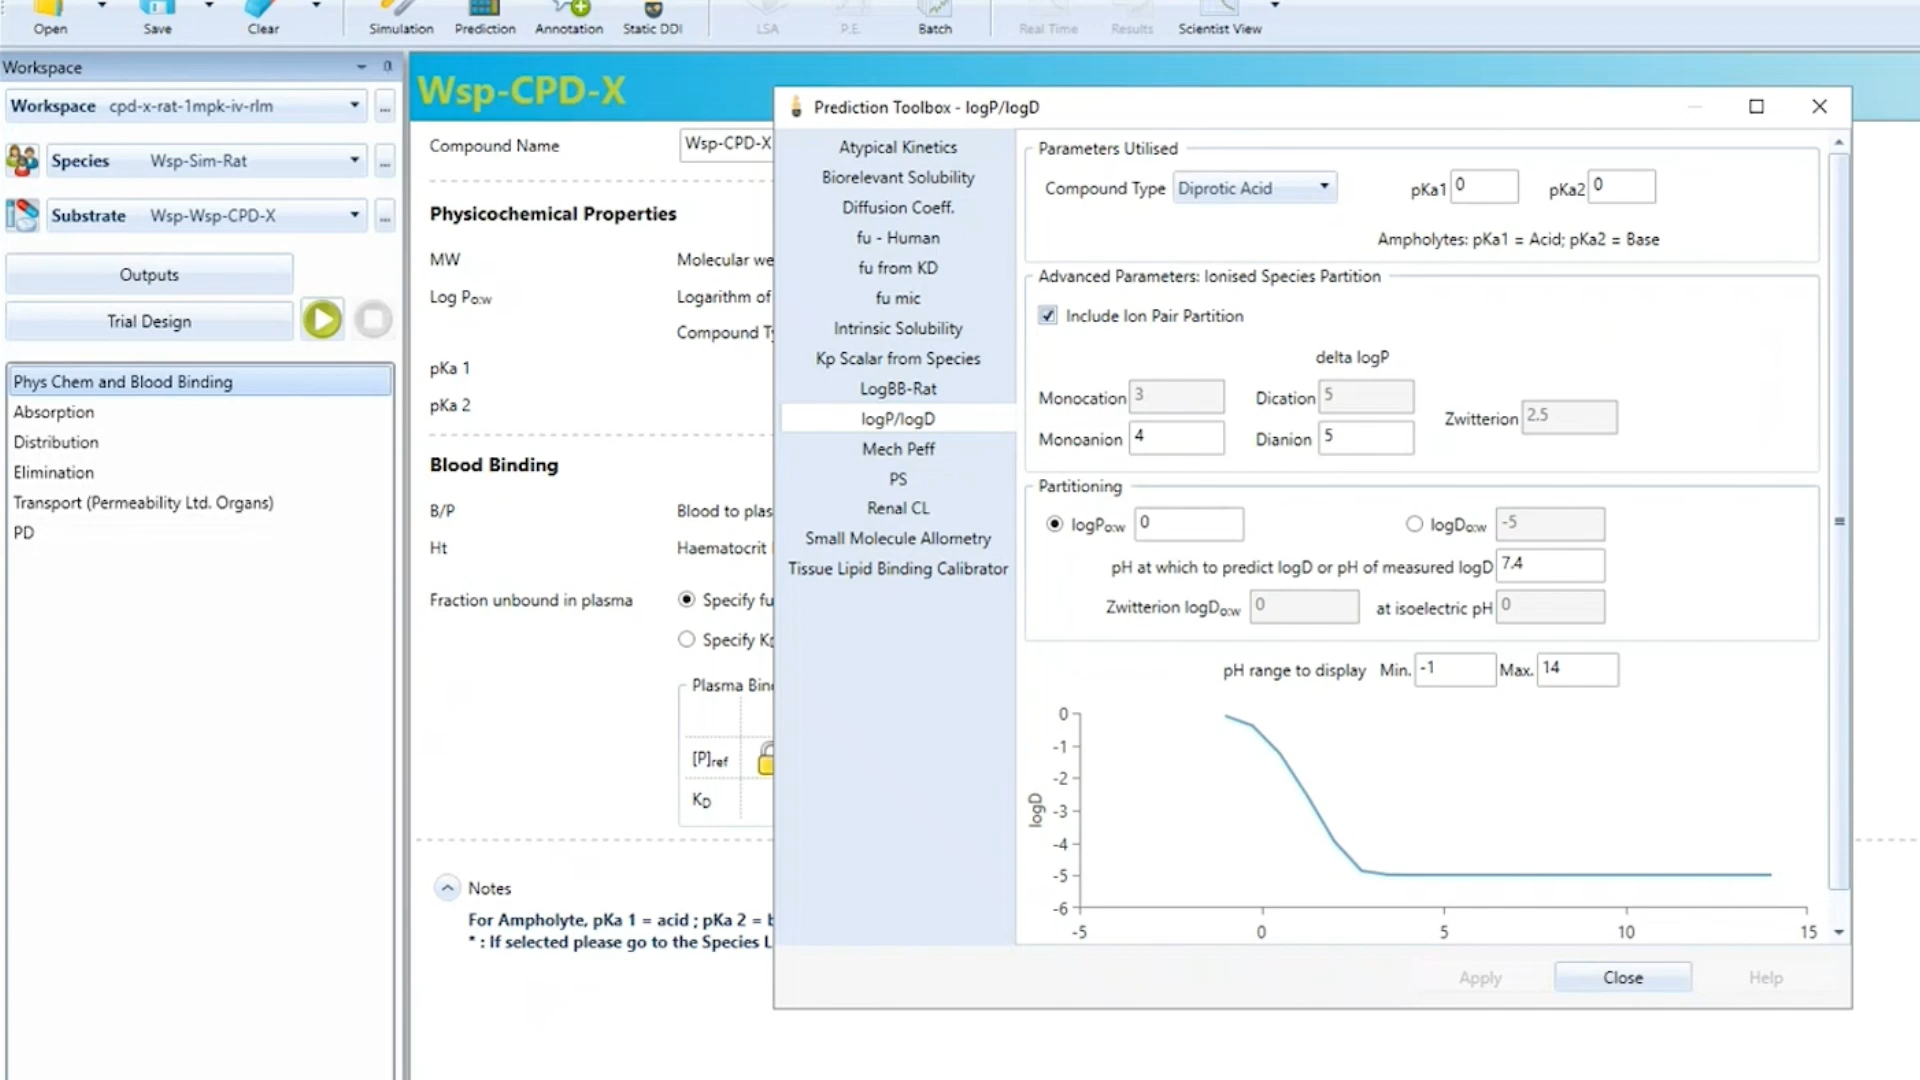 Open
Save
Clear
Simulation
Prediction
Annotation
Static DDI
LSA
P.E.
Batch
Real Time
Results
Scientist View
Workspace
Workspace cpd-x-rat-1mpk-iv-rlm
...
Species Wsp-Sim-Rat
...
Substrate Wsp-Wsp-CPD-X
...
Outputs
Trial Design
Phys Chem and Blood Binding
Absorption
Distribution
Elimination
Transport (Permeability Ltd. Organs)
PD
Wsp-CPD-X
Compound Name Wsp-CPD-X
Physicochemical Properties
MW Molecular we
Log Po:w Logarithm of
Compound Ty
pKa 1
pKa 2
Blood Binding
B/P Blood to plas
Ht Haematocrit
Fraction unbound in plasma Specify fu
Specify KD
Plasma Bin
[P]ref
KD
Notes
For Ampholyte, pKa 1 = acid ; pKa 2 = b
* : If selected please go to the Species L
Prediction Toolbox - logP/logD
Atypical Kinetics
Biorelevant Solubility
Diffusion Coeff.
fu - Human
fu from KD
fu mic
Intrinsic Solubility
Kp Scalar from Species
LogBB-Rat
logP/logD
Mech Peff
PS
Renal CL
Small Molecule Allometry
Tissue Lipid Binding Calibrator
Parameters Utilised
Compound Type Diprotic Acid pKa1 0 pKa2 0
Ampholytes: pKa1 = Acid; pKa2 = Base
Advanced Parameters: Ionised Species Partition
Include Ion Pair Partition
delta logP
Monocation 3 Dication 5
Zwitterion 2.5
Monoanion 4 Dianion 5
Partitioning
logPo:w 0 logDo:w -5
pH at which to predict logD or pH of measured logD 7.4
Zwitterion logDo:w 0 at isoelectric pH 0
pH range to display Min. -1 Max. 14
0
-1
-2
-3
-4
-5
-6
logD
-5 0 5 10 15
Apply Close Help